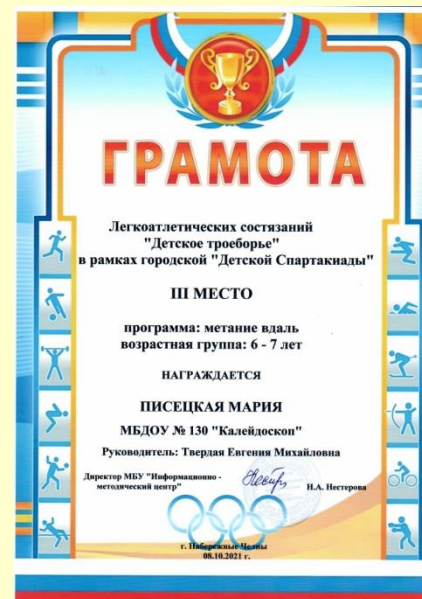 ГРАМОТА
Легкоатлетических состязаний
"Детское троеборье"
в рамках городской "Детской Спартакиады"
III МЕСТО
программа: метание вдаль
возрастная группа: 6 - 7 лет
НАГРАЖДАЕТСЯ
ПИСЕЦКАЯ МАРИЯ
МБДОУ № 130 "Калейдоскоп"
Руководитель: Твердая Евгения Михайловна
Директор МБУ "Информационно -
методический центр"
Н.А. Нестерова
г. Набережные Челны
08.10.2021 г.